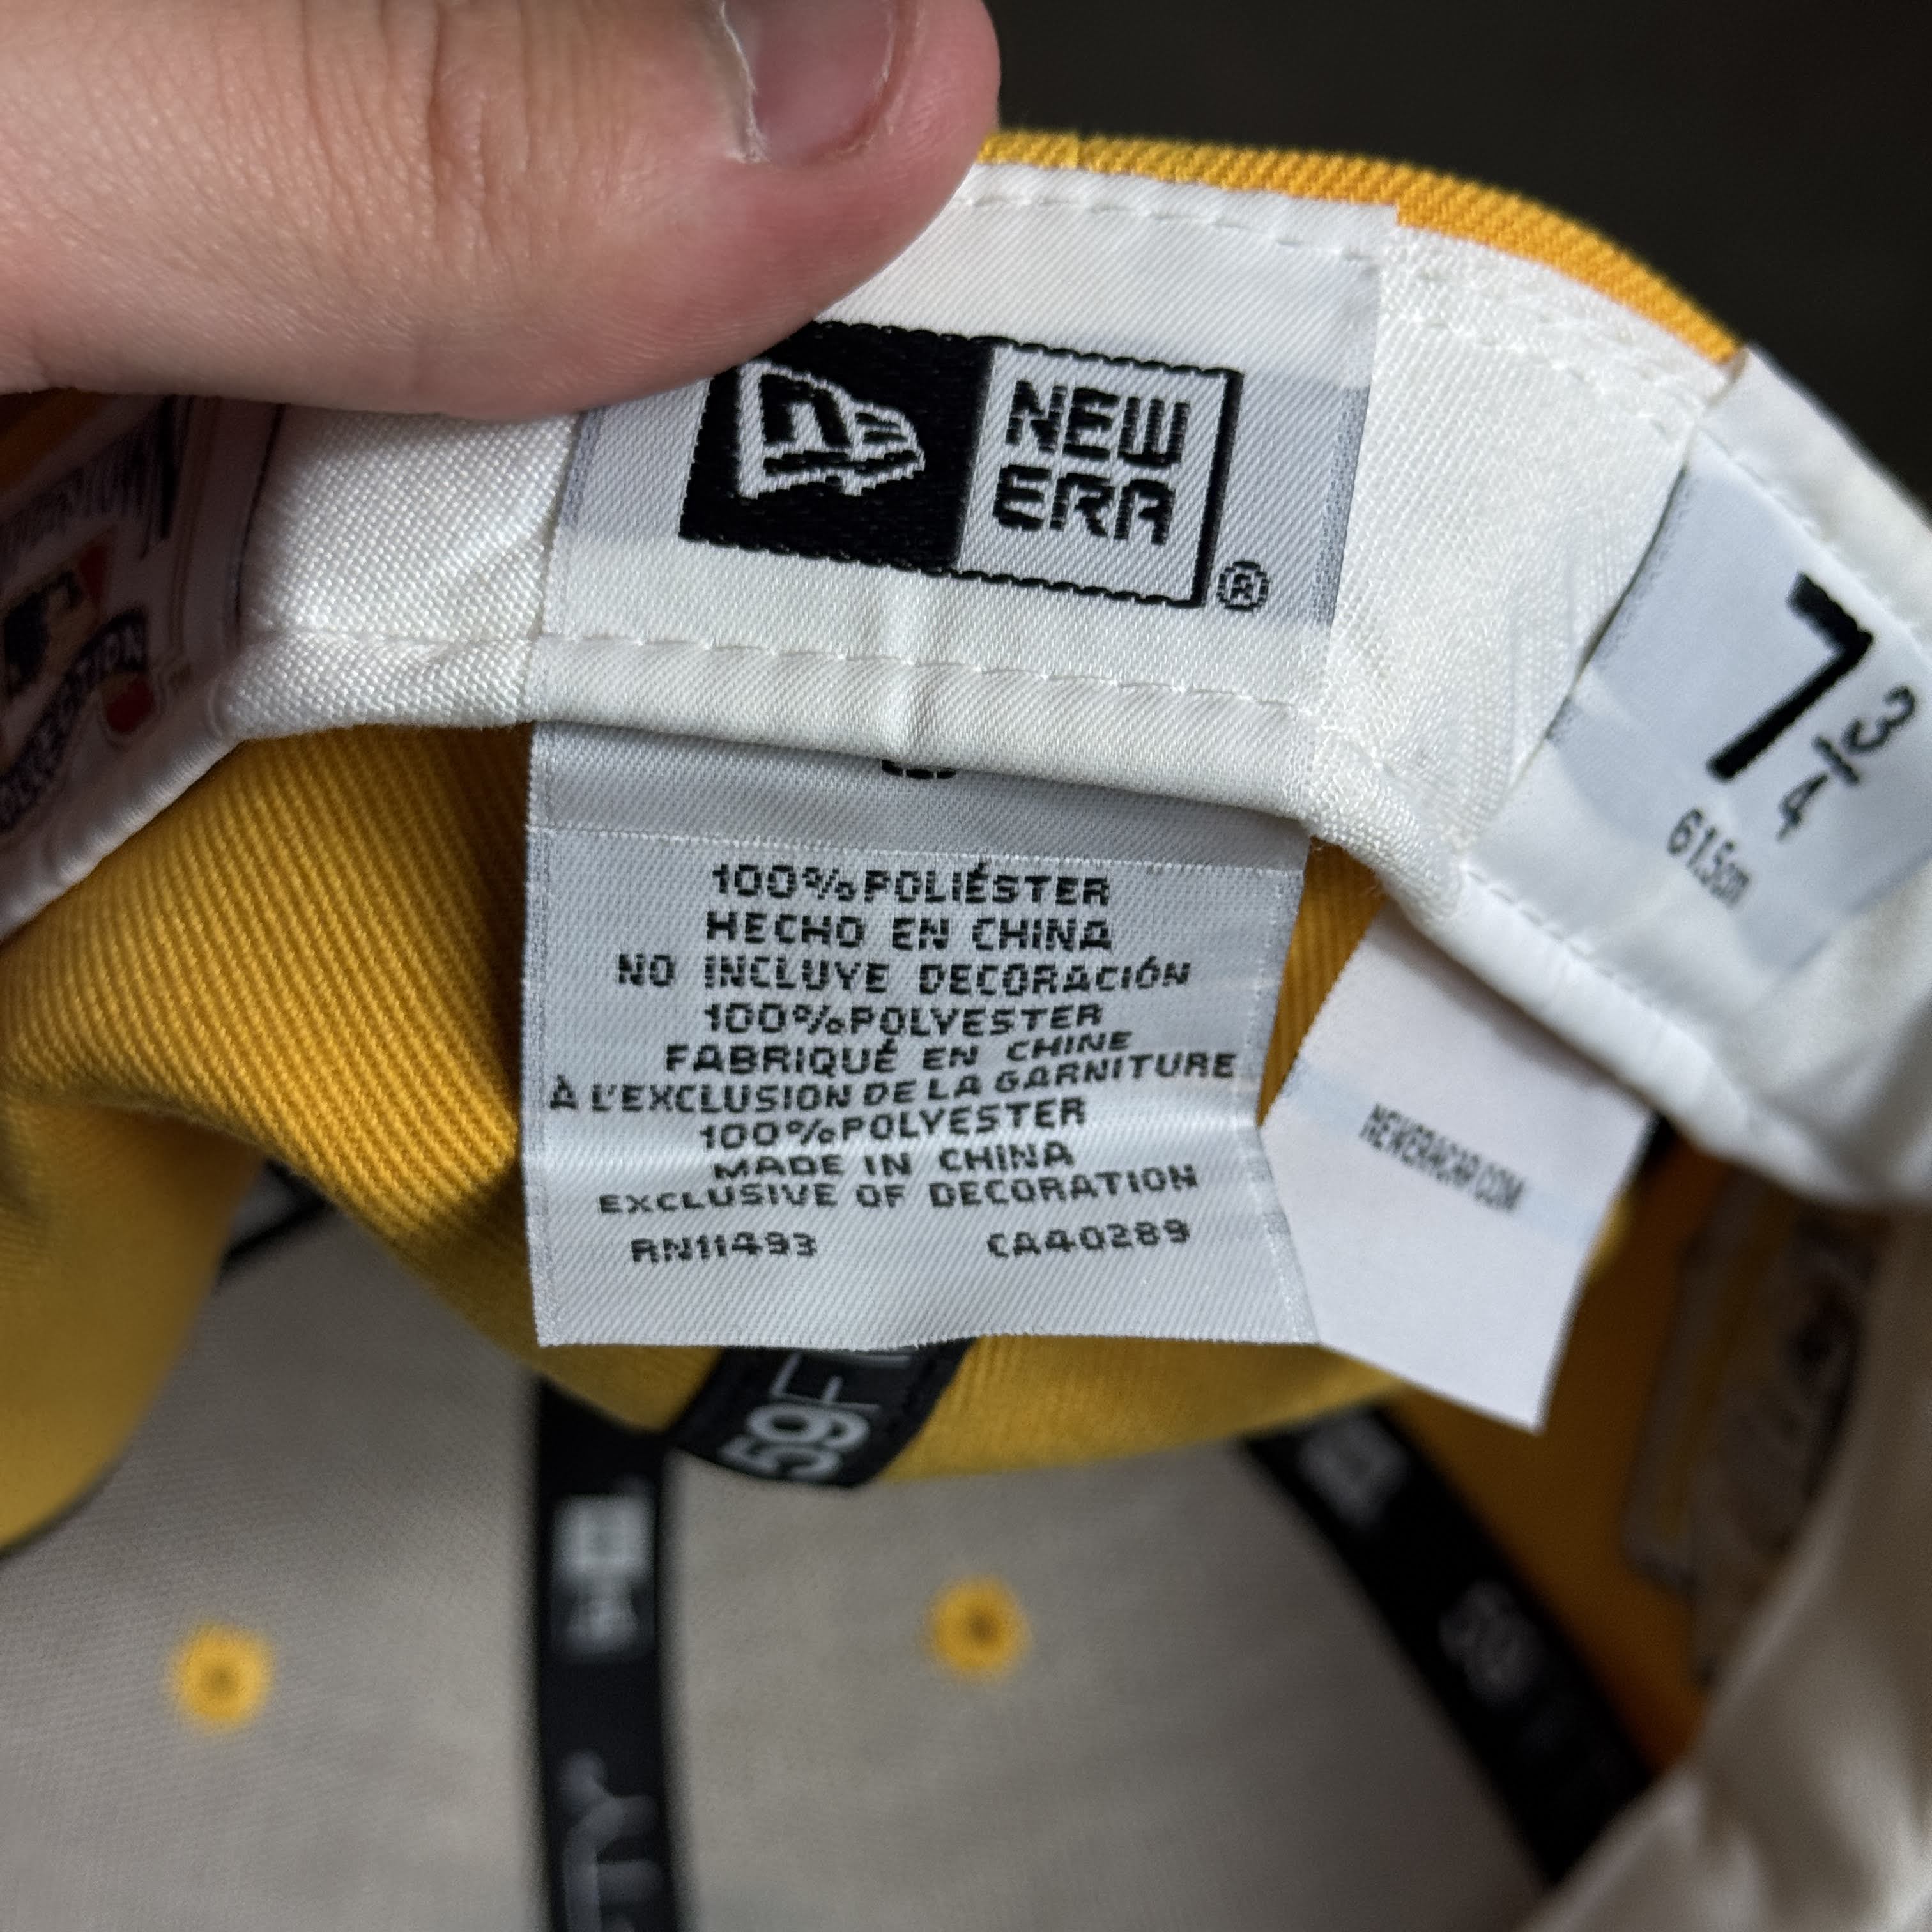 NEW
ERA
®
7 3/4
61.5cm
100%POLIÉSTER
HECHO EN CHINA
NO INCLUYE DECORACIÓN
100%POLYESTER
FABRIQUÉ EN CHINE
À L'EXCLUSION DE LA GARNITURE
100%POLYESTER
MADE IN CHINA
EXCLUSIVE OF DECORATION
RN11493 CA40289
NEWERACAP.COM
59F